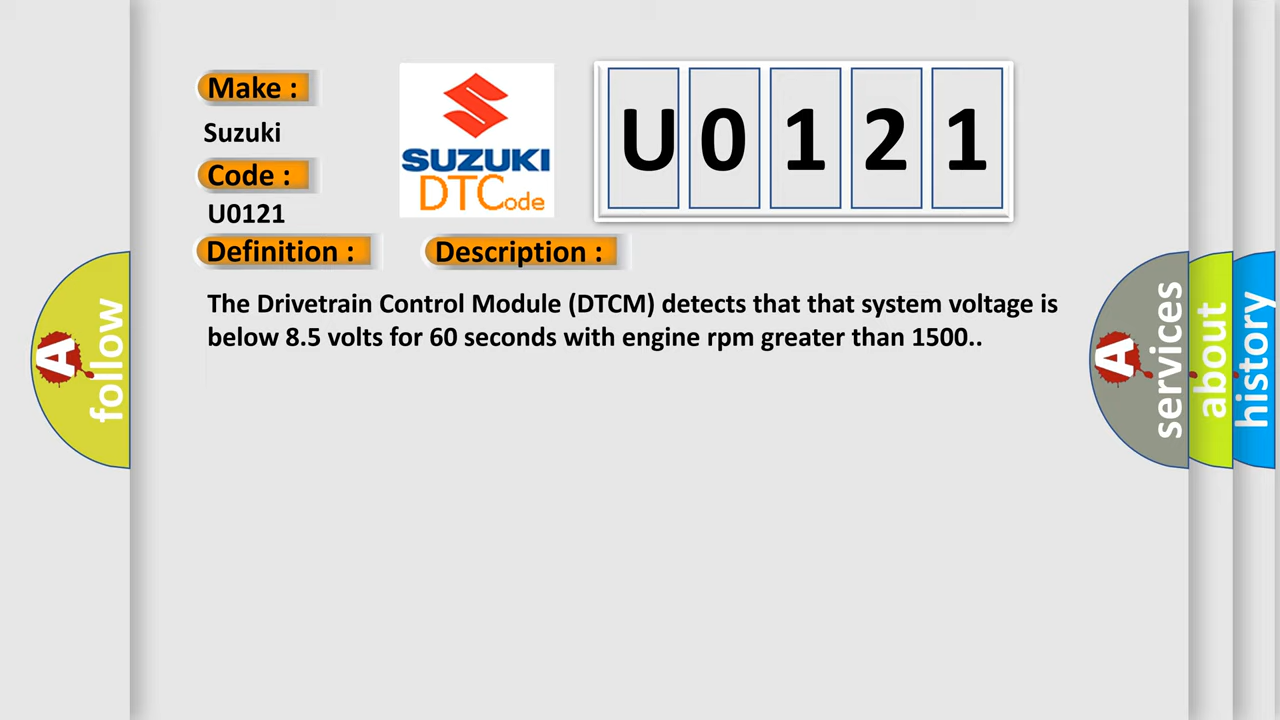 Make :
Suzuki
Code :
U0121
Definition :
Description :
The Drivetrain Control Module (DTCM) detects that that system voltage is
below 8.5 volts for 60 seconds with engine rpm greater than 1500..
SUZUKI
DTCode
U0121
A
follow
A
services
about
history